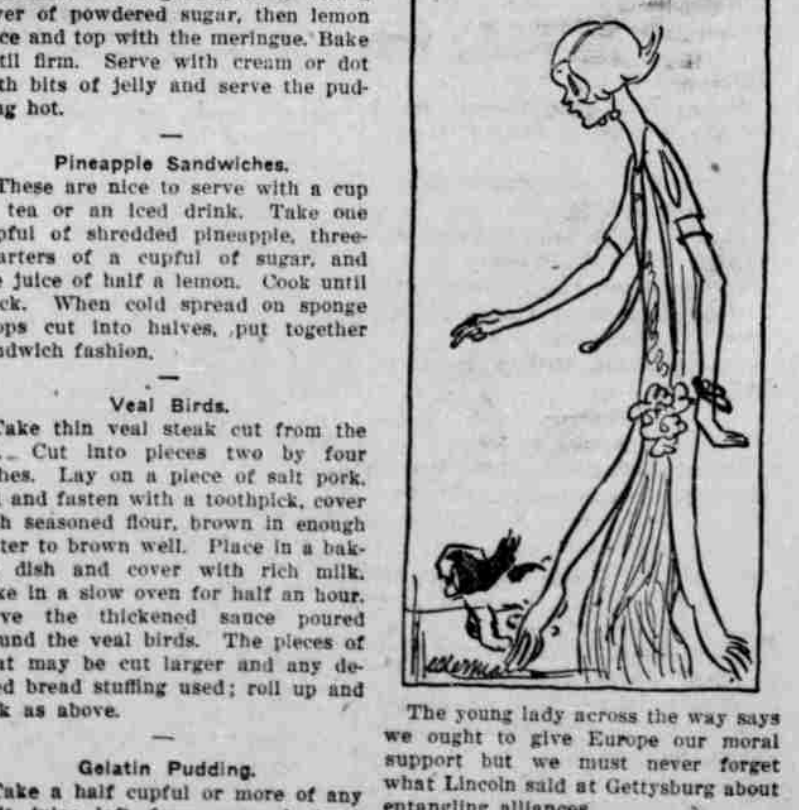 ver of powdered sugar, then lemon
ce and top with the meringue. Bake
til firm. Serve with cream or dot
th bits of jelly and serve the pud-
ng hot.
Pineapple Sandwiches.
These are nice to serve with a cup
tea or an iced drink. Take one
pful of shredded pineapple, three-
arters of a cupful of sugar, and
e juice of half a lemon. Cook until
ck. When cold spread on sponge
ops cut into halves, put together
ndwich fashion.
Veal Birds.
Take thin veal steak cut from the
Cut into pieces two by four
hes. Lay on a piece of salt pork,
and fasten with a toothpick, cover
h seasoned flour, brown in enough
ter to brown well. Place in a bak-
dish and cover with rich milk.
ke in a slow oven for half an hour.
ve the thickened sauce poured
und the veal birds. The pieces of
at may be cut larger and any de-
ed bread stuffing used; roll up and
k as above.
Gelatin Pudding.
Take a half cupful or more of any
The young lady across the way says
we ought to give Europe our moral
support but we must never forget
what Lincoln said at Gettysburg about
entangling alliances.